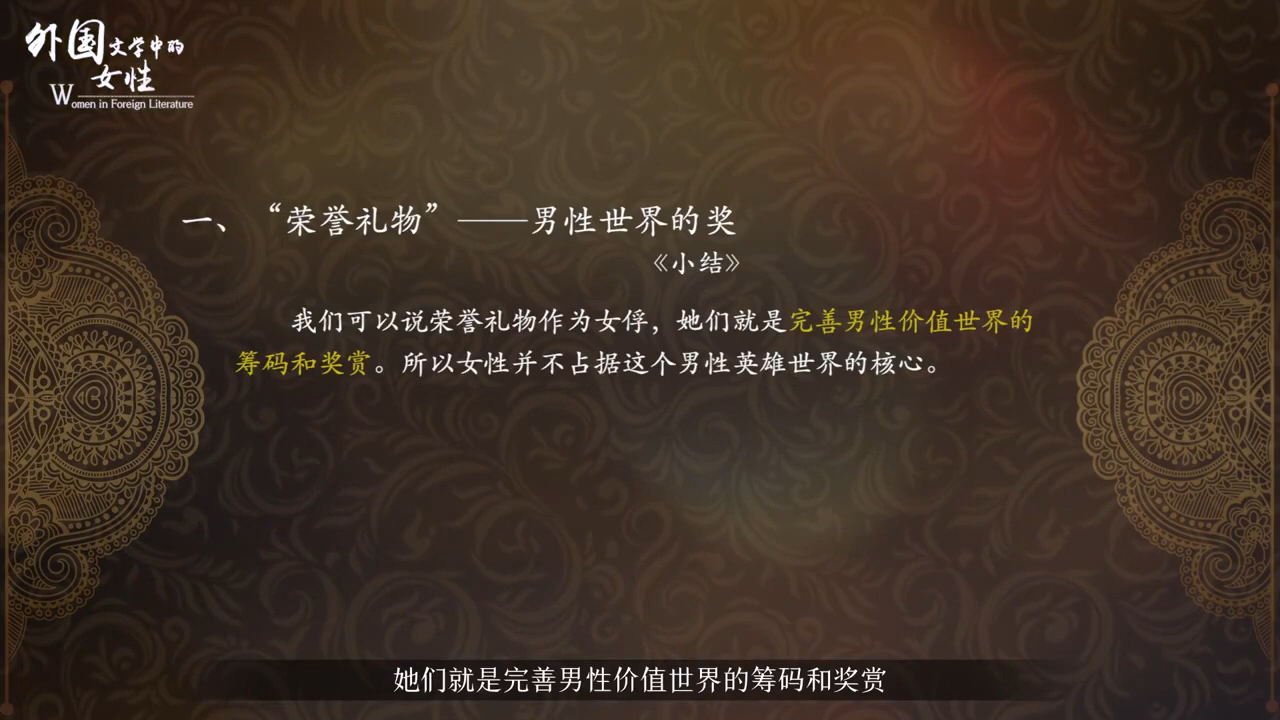 外国文学中的
女性
Women in Foreign Literature
一、“荣誉礼物”——男性世界的奖
《小结》
我们可以说荣誉礼物作为女俘，她们就是完善男性价值世界的
筹码和奖赏。所以女性并不占据这个男性英雄世界的核心。
她们就是完善男性价值世界的筹码和奖赏